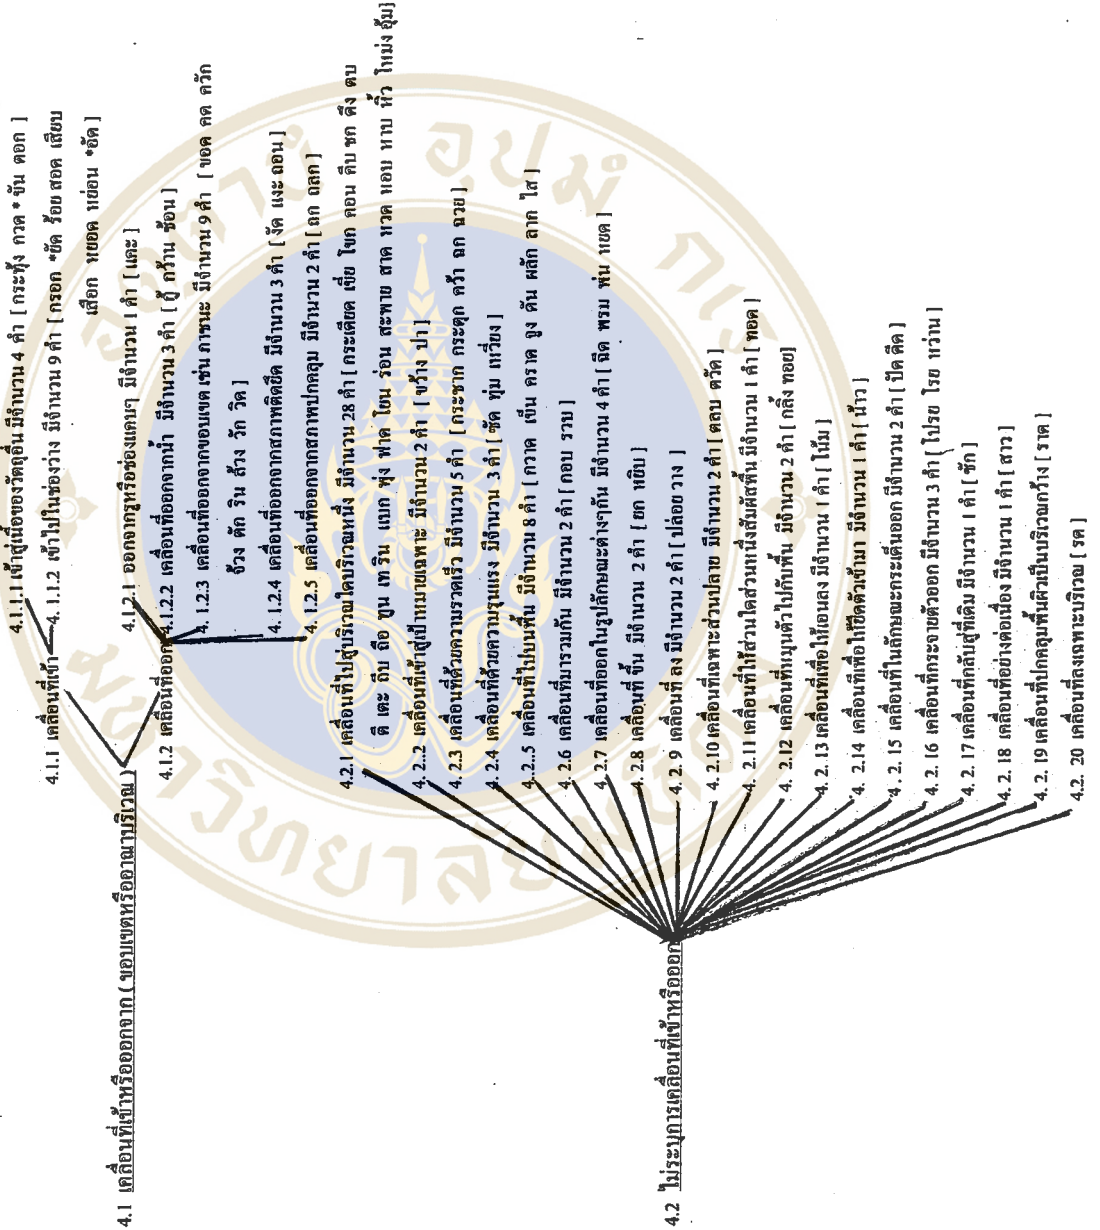 4.1 เคลื่อนที่เข้าหรือออกจาก ( ขอบเขตหรืออาณาบริเวณ )
4.1.1 เคลื่อนที่เข้า
4.1.1.1 เข้าสู่เนื้อของวัตถุอื่น มีจำนวน 4 คำ [ กระทุ้ง กวด * ขัน ตอก ]
4.1.1.2 เข้าไปในช่องว่าง มีจำนวน 9 คำ [ กรอก *ยัด ร้อย สอด เสียบ
เสือก หยอด หย่อน *อัด ]
4.1.2 เคลื่อนที่ออก
4.1.2.1 ออกจากรูหรือช่องแคบๆ มีจำนวน 1 คำ [ แคะ ]
4.1.2.2 เคลื่อนที่ออกจากน้ำ มีจำนวน 3 คำ [ กู้ กว้าน ช้อน ]
4.1.2.3 เคลื่อนที่ออกจากขอบเขต เช่น ภาชนะ มีจำนวน 9 คำ [ ขอด คด ควัก
จ้วง ตัก ริน ล้วง วัก วิด ]
4.1.2.4 เคลื่อนที่ออกจากสภาพติดยึด มีจำนวน 3 คำ [ งัด แงะ ถอน ]
4.1.2.5 เคลื่อนที่ออกจากสภาพปกคลุม มีจำนวน 2 คำ [ ถก ถลก ]
4.2 ไม่ระบุการเคลื่อนที่เข้าหรือออก
4.2.1 เคลื่อนที่ไปสู่บริเวณใดบริเวณหนึ่ง มีจำนวน 28 คำ [ กระเดียด เขี่ย โขก คอน คีบ ชก ดึง ตบ
ตี เตะ ถีบ ถือ ทูน เท ริน แบก พุ่ง ฟาด โยน ร่อน สะพาย สาด หวด หอบ หาบ หิ้ว โหม่ง อุ้ม]
4.2.2 เคลื่อนที่เข้าสู่เป้าหมายเฉพาะ มีจำนวน 2 คำ [ ขว้าง ปา ]
4.2.3 เคลื่อนที่ด้วยความรวดเร็ว มีจำนวน 5 คำ [ กระชาก กระตุก คว้า ฉก ฉวย ]
4.2.4 เคลื่อนที่ด้วยความรุนแรง มีจำนวน 3 คำ [ ซัด ทุ่ม เหวี่ยง ]
4.2.5 เคลื่อนที่ไปบนพื้น มีจำนวน 8 คำ [ กวาด เข็น คราด จูง ดัน ผลัก ลาก ไส ]
4.2.6 เคลื่อนที่มารวมกัน มีจำนวน 2 คำ [ กอบ รวบ ]
4.2.7 เคลื่อนที่ออกในรูปลักษณะต่างๆกัน มีจำนวน 4 คำ [ ฉีด พรม พ่น หยด ]
4.2.8 เคลื่อนที่ ขึ้น มีจำนวน 2 คำ [ ยก หยิบ ]
4.2.9 เคลื่อนที่ ลง มีจำนวน 2 คำ [ ปล่อย วาง ]
4.2.10 เคลื่อนที่เฉพาะส่วนปลาย มีจำนวน 2 คำ [ ตลบ ตวัด ]
4.2.11 เคลื่อนที่ให้ส่วนใดส่วนหนึ่งสัมผัสพื้น มีจำนวน 1 คำ [ ทอด ]
4.2.12 เคลื่อนที่หมุนตัวไปกับพื้น มีจำนวน 2 คำ [ กลิ้ง ทอย]
4.2.13 เคลื่อนที่เพื่อให้เอนลง มีจำนวน 1 คำ [ โน้ม ]
4.2.14 เคลื่อนที่เพื่อให้ยืดตัวเข้ามา มีจำนวน 1 คำ [ น้าว ]
4.2.15 เคลื่อนที่ในลักษณะกระเด็นออก มีจำนวน 2 คำ [ ปัด ดีด ]
4.2.16 เคลื่อนที่กระจายตัวออก มีจำนวน 3 คำ [ โปรย โรย หว่าน ]
4.2.17 เคลื่อนที่กลับสู่ที่เดิม มีจำนวน 1 คำ [ ชัก ]
4.2.18 เคลื่อนที่อย่างต่อเนื่อง มีจำนวน 1 คำ [ สาว ]
4.2.19 เคลื่อนที่ปกคลุมพื้นผิวเป็นบริเวณกว้าง [ ราด ]
4.2.20 เคลื่อนที่ลงเฉพาะบริเวณ [ รด ]
มหาวิทยาลัยมหิดล
อตฺตานํ อุปมํ กเร